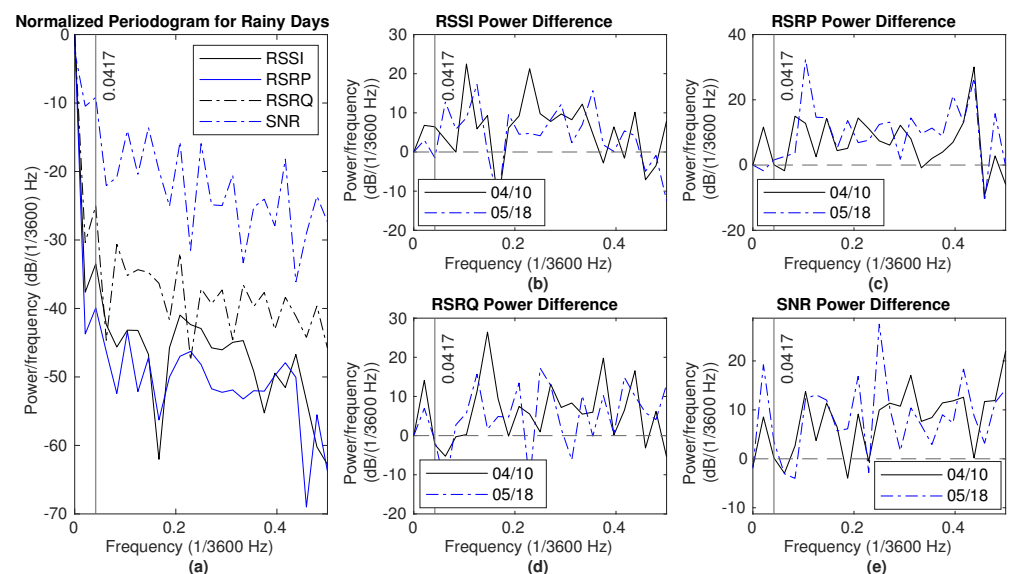 Normalized Periodogram for Rainy Days
0
-10
-20
-30
-40
-50
-60
-70
0
0.2
0.4
Power/frequency (dB/(1/3600) Hz)
Frequency (1/3600 Hz)
0.0417
RSSI
RSRP
RSRQ
SNR
(a)
RSSI Power Difference
30
20
10
0
-10
-20
0
0.2
0.4
Power/frequency
(dB/(1/3600 Hz))
Frequency (1/3600 Hz)
0.0417
04/10
05/18
(b)
RSRP Power Difference
40
20
0
-20
0
0.2
0.4
Power/frequency
(dB/(1/3600 Hz))
Frequency (1/3600 Hz)
0.0417
04/10
05/18
(c)
RSRQ Power Difference
30
20
10
0
-10
-20
0
0.2
0.4
Power/frequency
(dB/(1/3600 Hz))
Frequency (1/3600 Hz)
0.0417
04/10
05/18
(d)
SNR Power Difference
20
10
0
-10
0
0.2
0.4
Power/frequency
(dB/(1/3600 Hz))
Frequency (1/3600 Hz)
0.0417
04/10
05/18
(e)